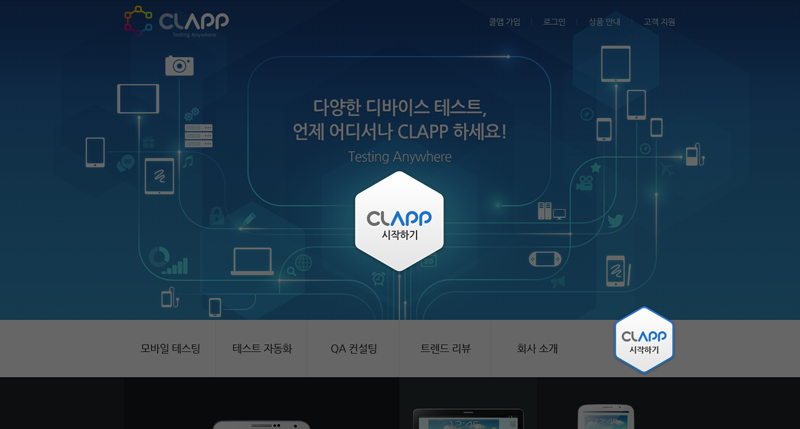 CLAPP
Testing Anywhere
클앱 가입
로그인
상품 안내
고객 지원
다양한 디바이스 테스트,
언제 어디서나 CLAPP 하세요!
Testing Anywhere
CLAPP
시작하기
모바일 테스팅
테스트 자동화
QA 컨설팅
트렌드 리뷰
회사 소개
CLAPP
시작하기